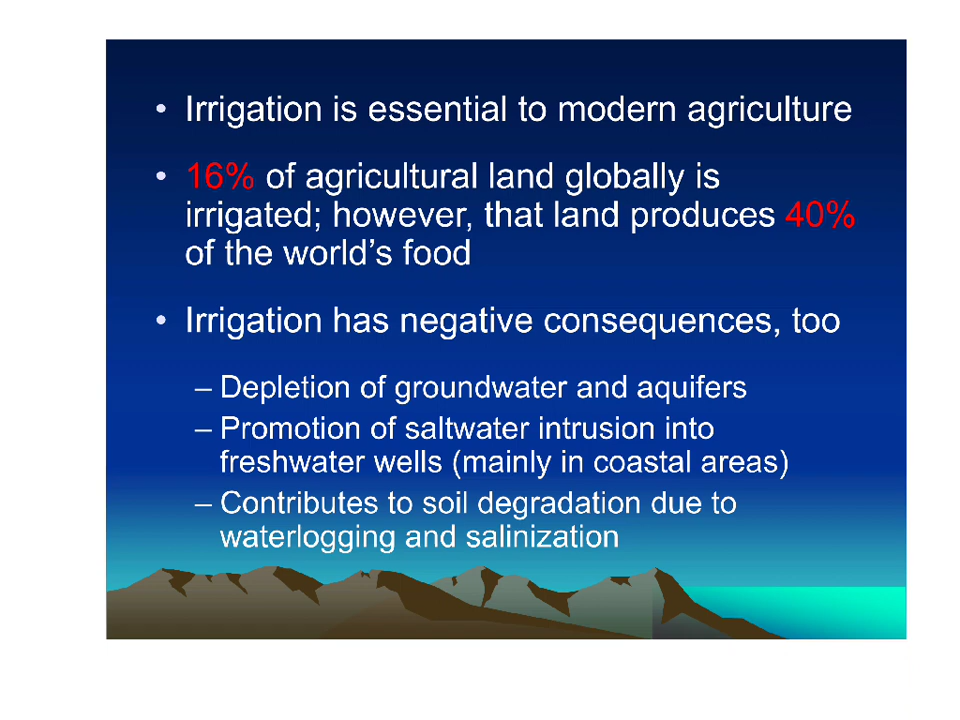 • Irrigation is essential to modern agriculture
• 16% of agricultural land globally is
irrigated; however, that land produces 40%
of the world’s food
• Irrigation has negative consequences, too
– Depletion of groundwater and aquifers
– Promotion of saltwater intrusion into
freshwater wells (mainly in coastal areas)
– Contributes to soil degradation due to
waterlogging and salinization